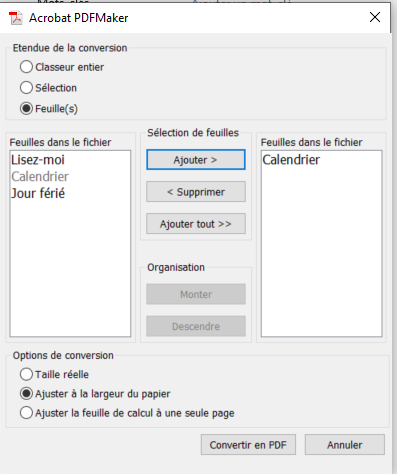 Acrobat PDFMaker
Etendue de la conversion
Classeur entier
Sélection
Feuille(s)
Feuilles dans le fichier
Lisez-moi
Calendrier
Jour férié
Sélection de feuilles
Ajouter >
< Supprimer
Ajouter tout >>
Organisation
Monter
Descendre
Feuilles dans le fichier
Calendrier
Options de conversion
Taille réelle
Ajuster à la largeur du papier
Ajuster la feuille de calcul à une seule page
Convertir en PDF
Annuler